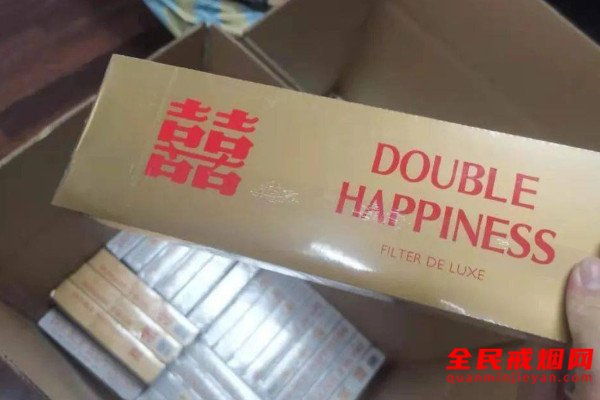 囍
DOUBLE
HAPPINESS
FILTER DE LUXE
全民戒烟网
quanminjieyan.com